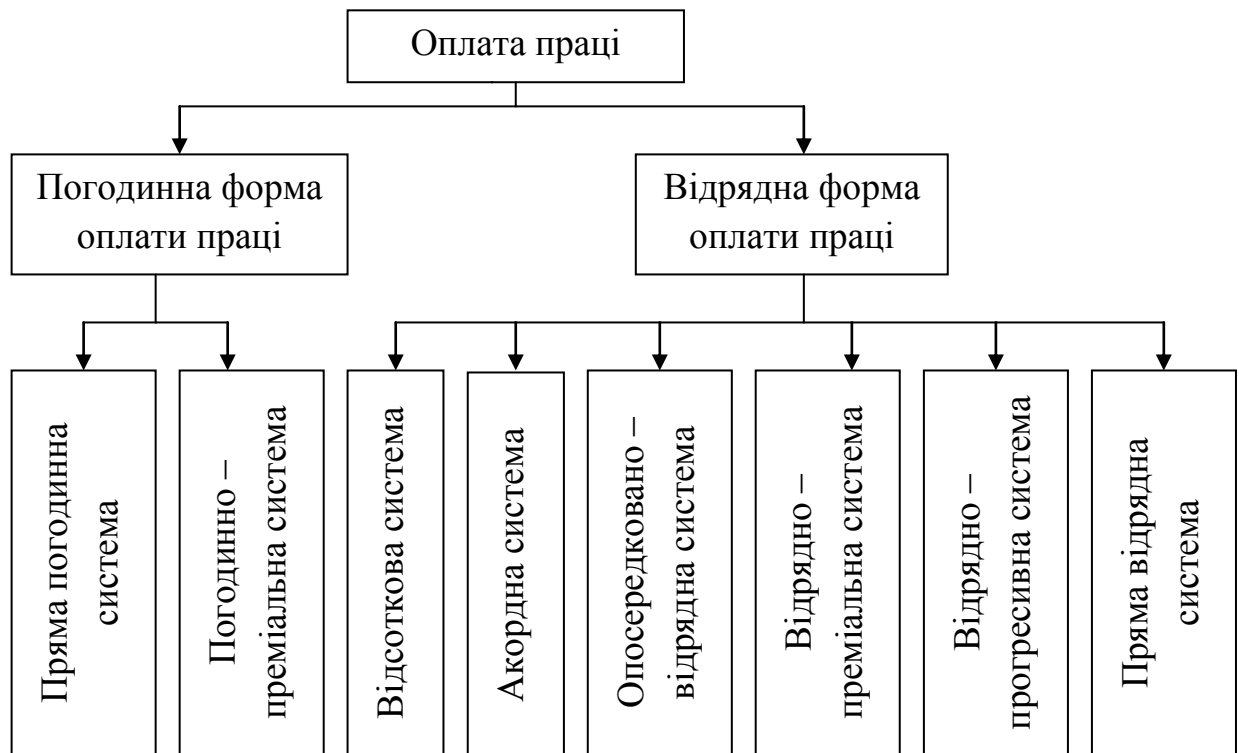 Оплата праці
Погодинна форма
оплати праці
Відрядна форма
оплати праці
Пряма погодинна
система
Погодинно –
преміальна система
Відсоткова система
Акордна система
Опосередковано –
відрядна система
Відрядно –
преміальна система
Відрядно –
прогресивна система
Пряма відрядна
система